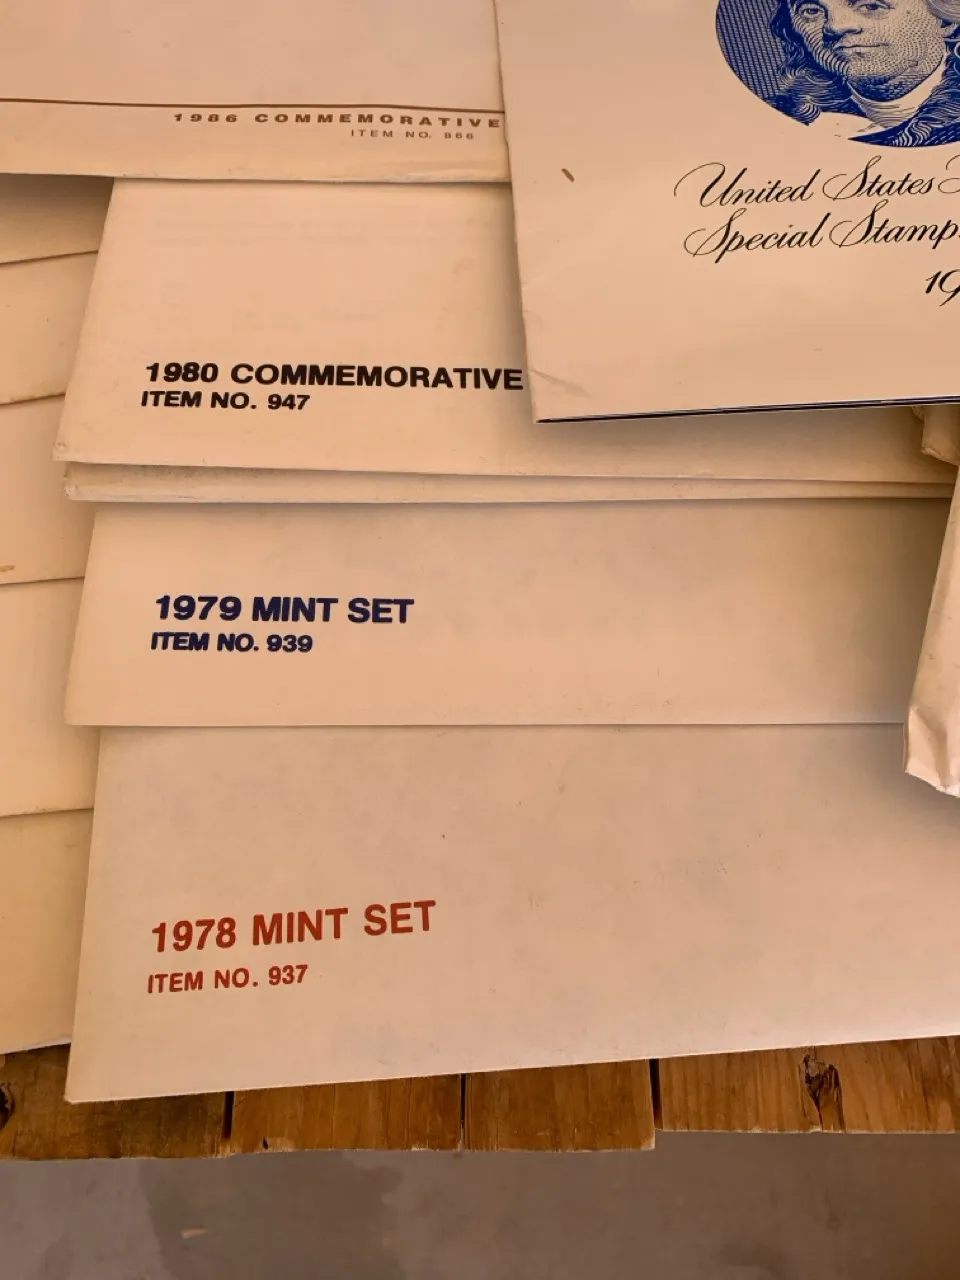 1986 COMMEMORATIVE
ITEM NO. 866
United States
Special Stamp
1980 COMMEMORATIVE
ITEM NO. 947
1979 MINT SET
ITEM NO. 939
1978 MINT SET
ITEM NO. 937